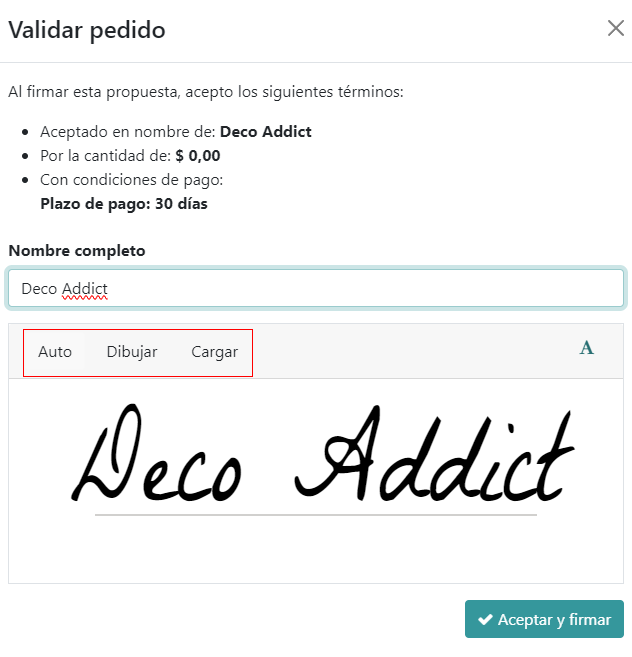 Validar pedido
Al firmar esta propuesta, acepto los siguientes términos:
Aceptado en nombre de: Deco Addict
Por la cantidad de: $ 0,00
Con condiciones de pago:
Plazo de pago: 30 días
Nombre completo
Deco Addict
Auto Dibujar Cargar A
Deco Addict
Aceptar y firmar